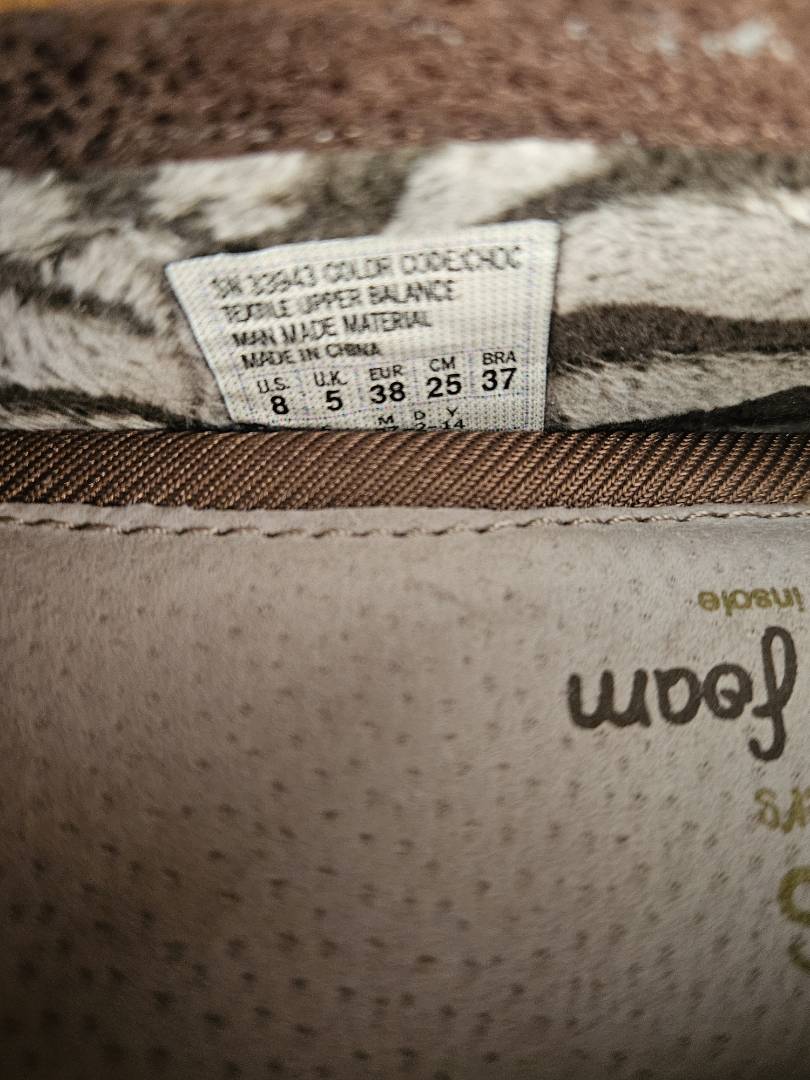 SN 33943 COLOR CODE:CHOC
TEXTILE UPPER BALANCE
MAN MADE MATERIAL
MADE IN CHINA
U.S. U.K. EUR CM BRA
8 5 38 25 37
M D Y
insole
foam